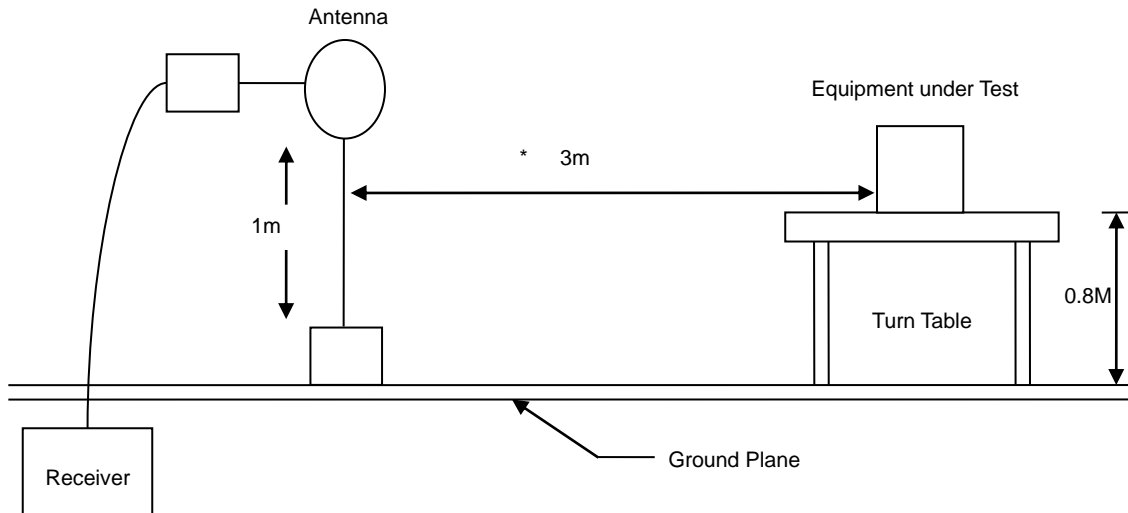 Antenna
Equipment under Test
* 3m
1m
0.8M
Turn Table
Ground Plane
Receiver